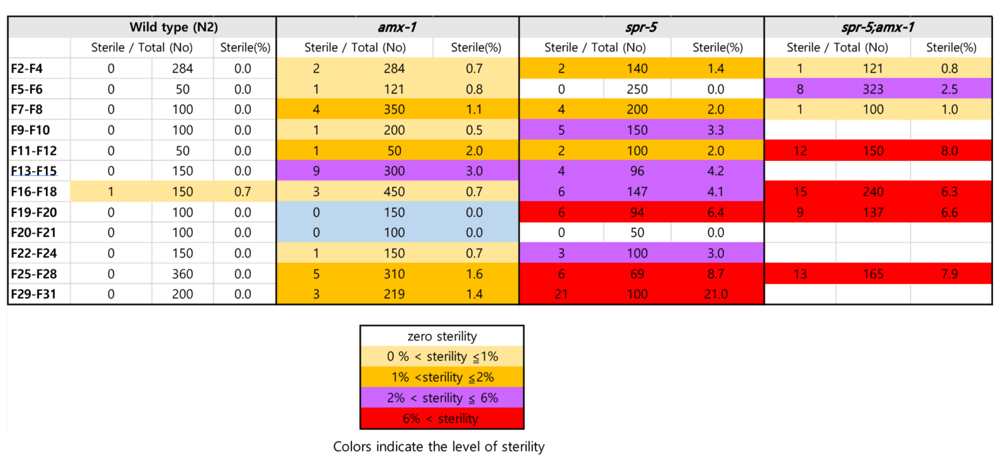 Wild type (N2) amx-1 spr-5 spr-5;amx-1
Sterile / Total (No) Sterile(%) Sterile / Total (No) Sterile(%) Sterile / Total (No) Sterile(%) Sterile / Total (No) Sterile(%)
F2-F4 0 284 0.0 2 284 0.7 2 140 1.4 1 121 0.8
F5-F6 0 50 0.0 1 121 0.8 0 250 0.0 8 323 2.5
F7-F8 0 100 0.0 4 350 1.1 4 200 2.0 1 100 1.0
F9-F10 0 100 0.0 1 200 0.5 5 150 3.3
F11-F12 0 50 0.0 1 50 2.0 2 100 2.0 12 150 8.0
F13-F15 0 150 0.0 9 300 3.0 4 96 4.2
F16-F18 1 150 0.7 3 450 0.7 6 147 4.1 15 240 6.3
F19-F20 0 100 0.0 0 150 0.0 6 94 6.4 9 137 6.6
F20-F21 0 100 0.0 0 100 0.0 0 50 0.0
F22-F24 0 150 0.0 1 150 0.7 3 100 3.0
F25-F28 0 360 0.0 5 310 1.6 6 69 8.7 13 165 7.9
F29-F31 0 200 0.0 3 219 1.4 21 100 21.0
zero sterility
0 % < sterility ≦1%
1% <sterility ≦2%
2% < sterility ≦ 6%
6% < sterility
Colors indicate the level of sterility